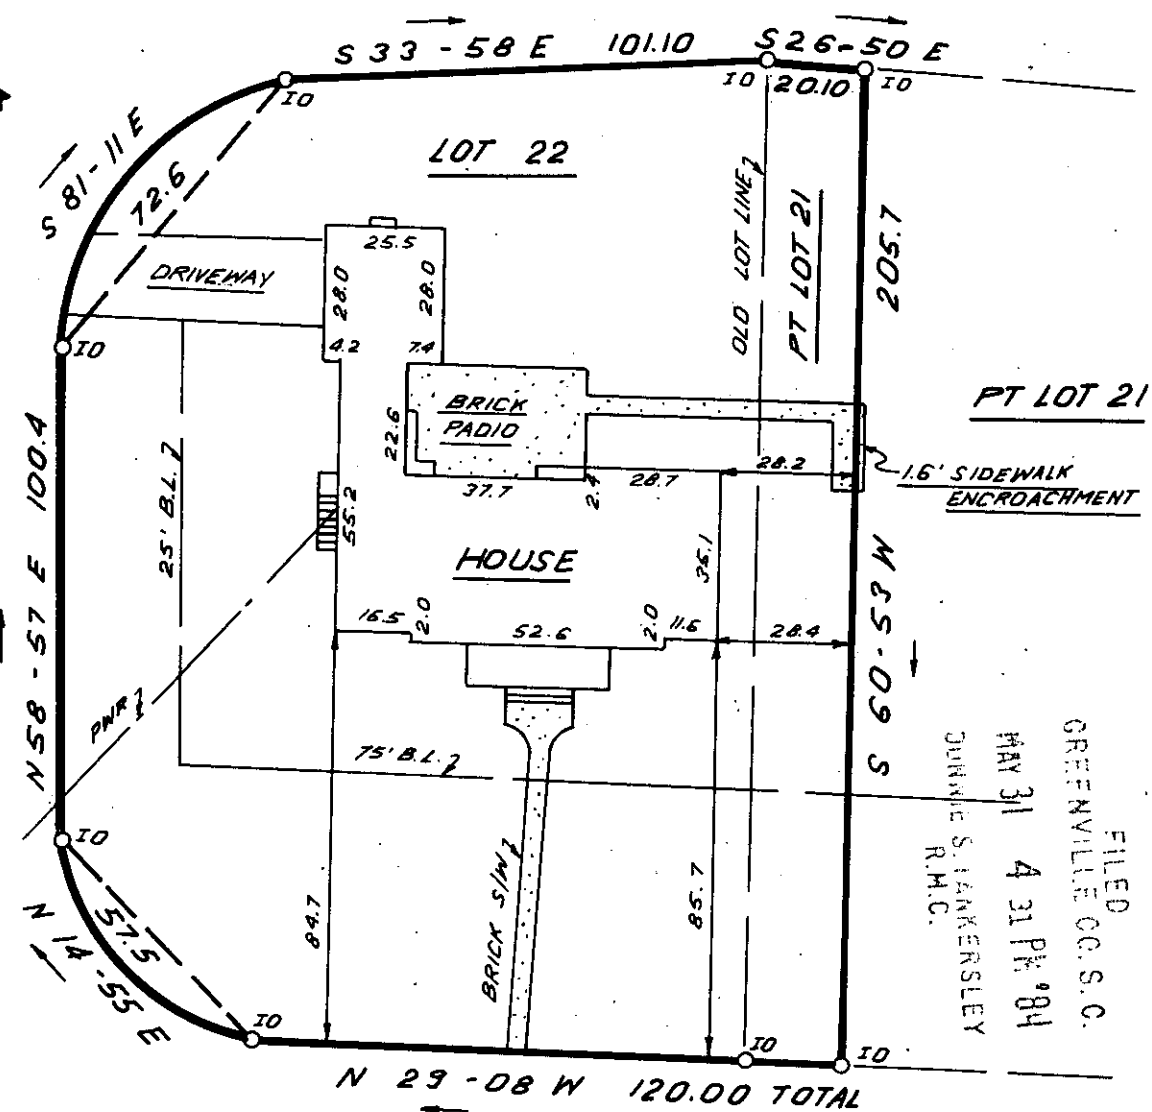 S 33-58 E 101.10
S 26-50 E
20.10
IO
IO
IO
S 81-11 E
72.6
LOT 22
OLD LOT LINE
PT LOT 21
205.7
DRIVEWAY
25.5
28.0
28.0
4.2
7.4
IO
BRICK
PADIO
22.6
37.7
2.4
28.7
28.2
PT LOT 21
1.6' SIDEWALK
ENCROACHMENT
N 58-57 E 100.4
25' B.L.
55.2
HOUSE
35.1
16.5
2.0
52.6
2.0
11.6
28.4
S 60-53 W
PWR
75' B.L.
IO
84.7
BRICK S/W
85.7
57.5
N 14-55 E
IO
IO
IO
N 29-08 W 120.00 TOTAL
FILED
GREENVILLE CO. S. C.
MAY 31 4 31 PM '84
DONNIE S. TANKERSLEY
R.M.C.